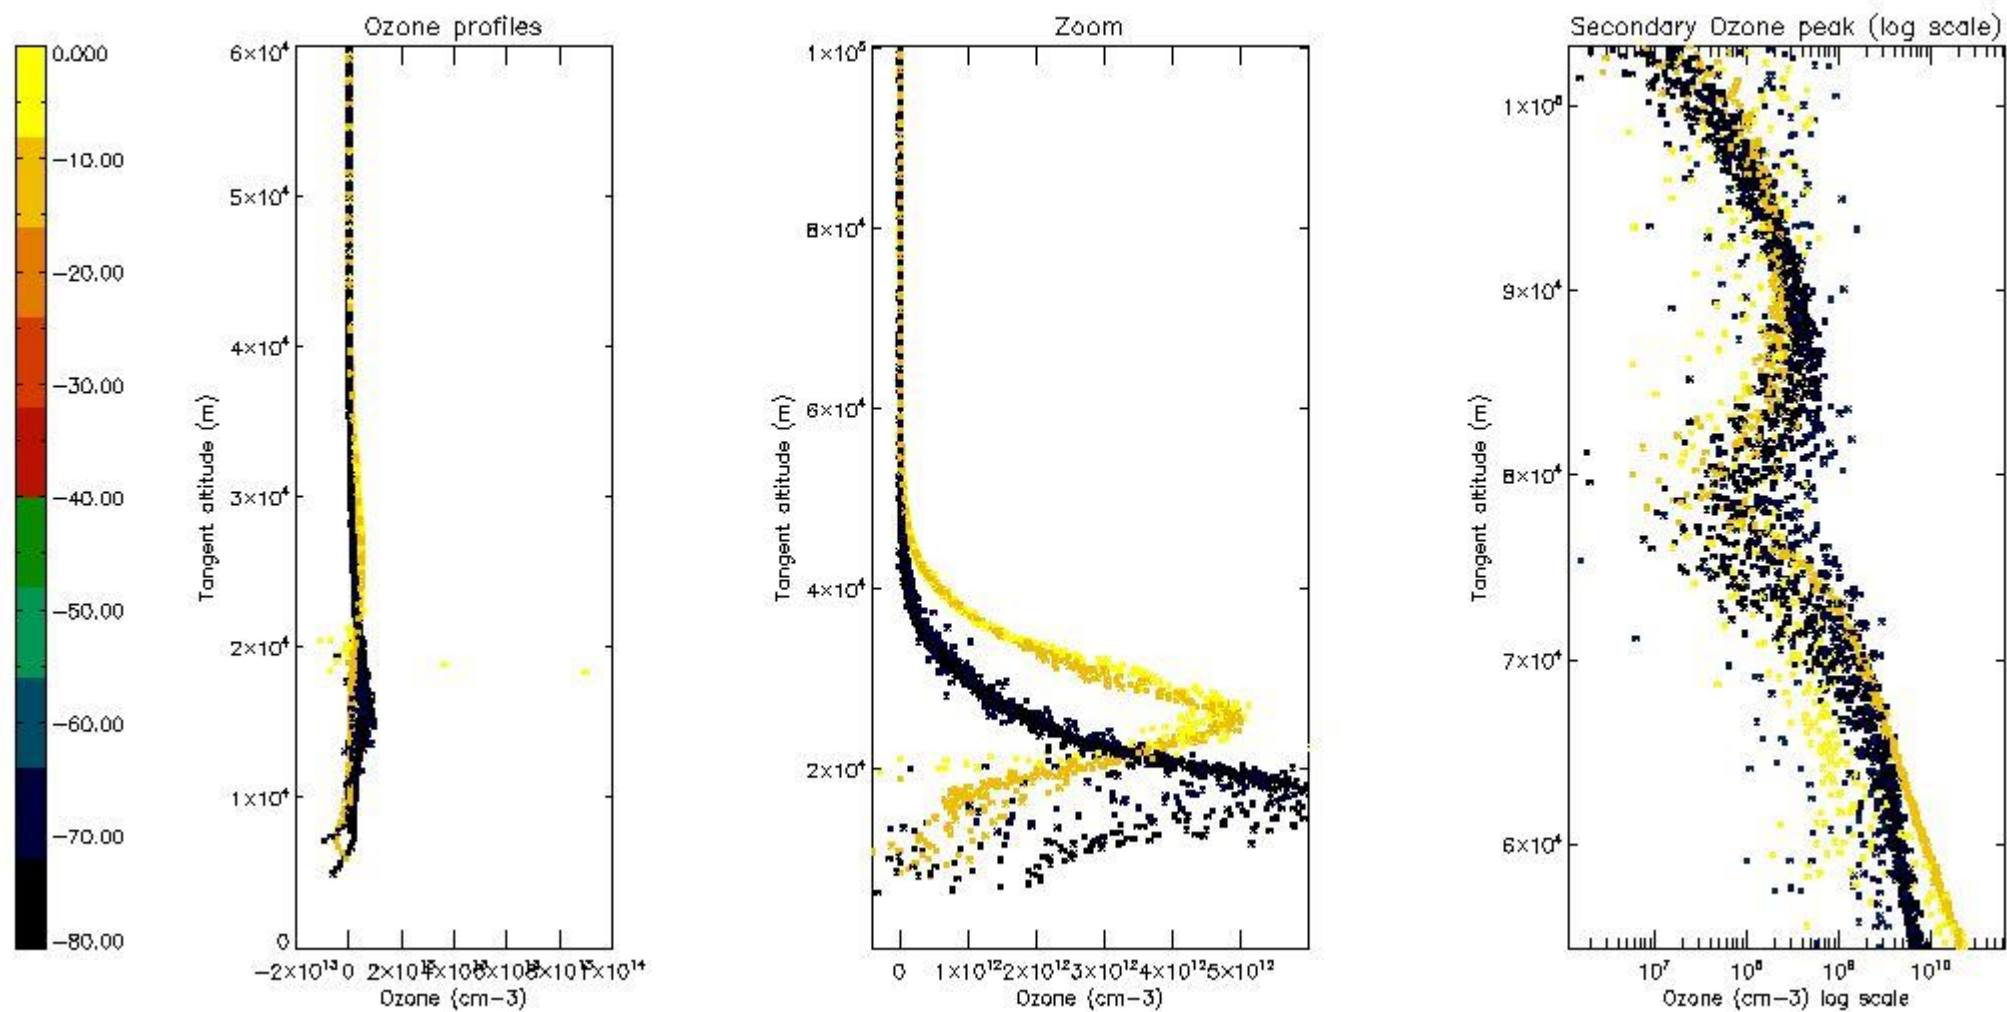 Ozone profiles
Zoom
Secondary Ozone peak (log scale)
0.000
−10.00
−20.00
−30.00
−40.00
−50.00
−60.00
−70.00
−80.00
6×10⁴
5×10⁴
4×10⁴
3×10⁴
2×10⁴
1×10⁴
0
Tangent altitude (m)
−2×10¹³ 0
Ozone (cm−3)
1×10⁵
8×10⁴
6×10⁴
4×10⁴
2×10⁴
Tangent altitude (m)
0 1×10¹² 2×10¹² 3×10¹² 4×10¹² 5×10¹²
Ozone (cm−3)
1×10⁵
9×10⁴
8×10⁴
7×10⁴
6×10⁴
Tangent altitude (m)
10⁷ 10⁸ 10⁹ 10¹⁰
Ozone (cm−3) log scale